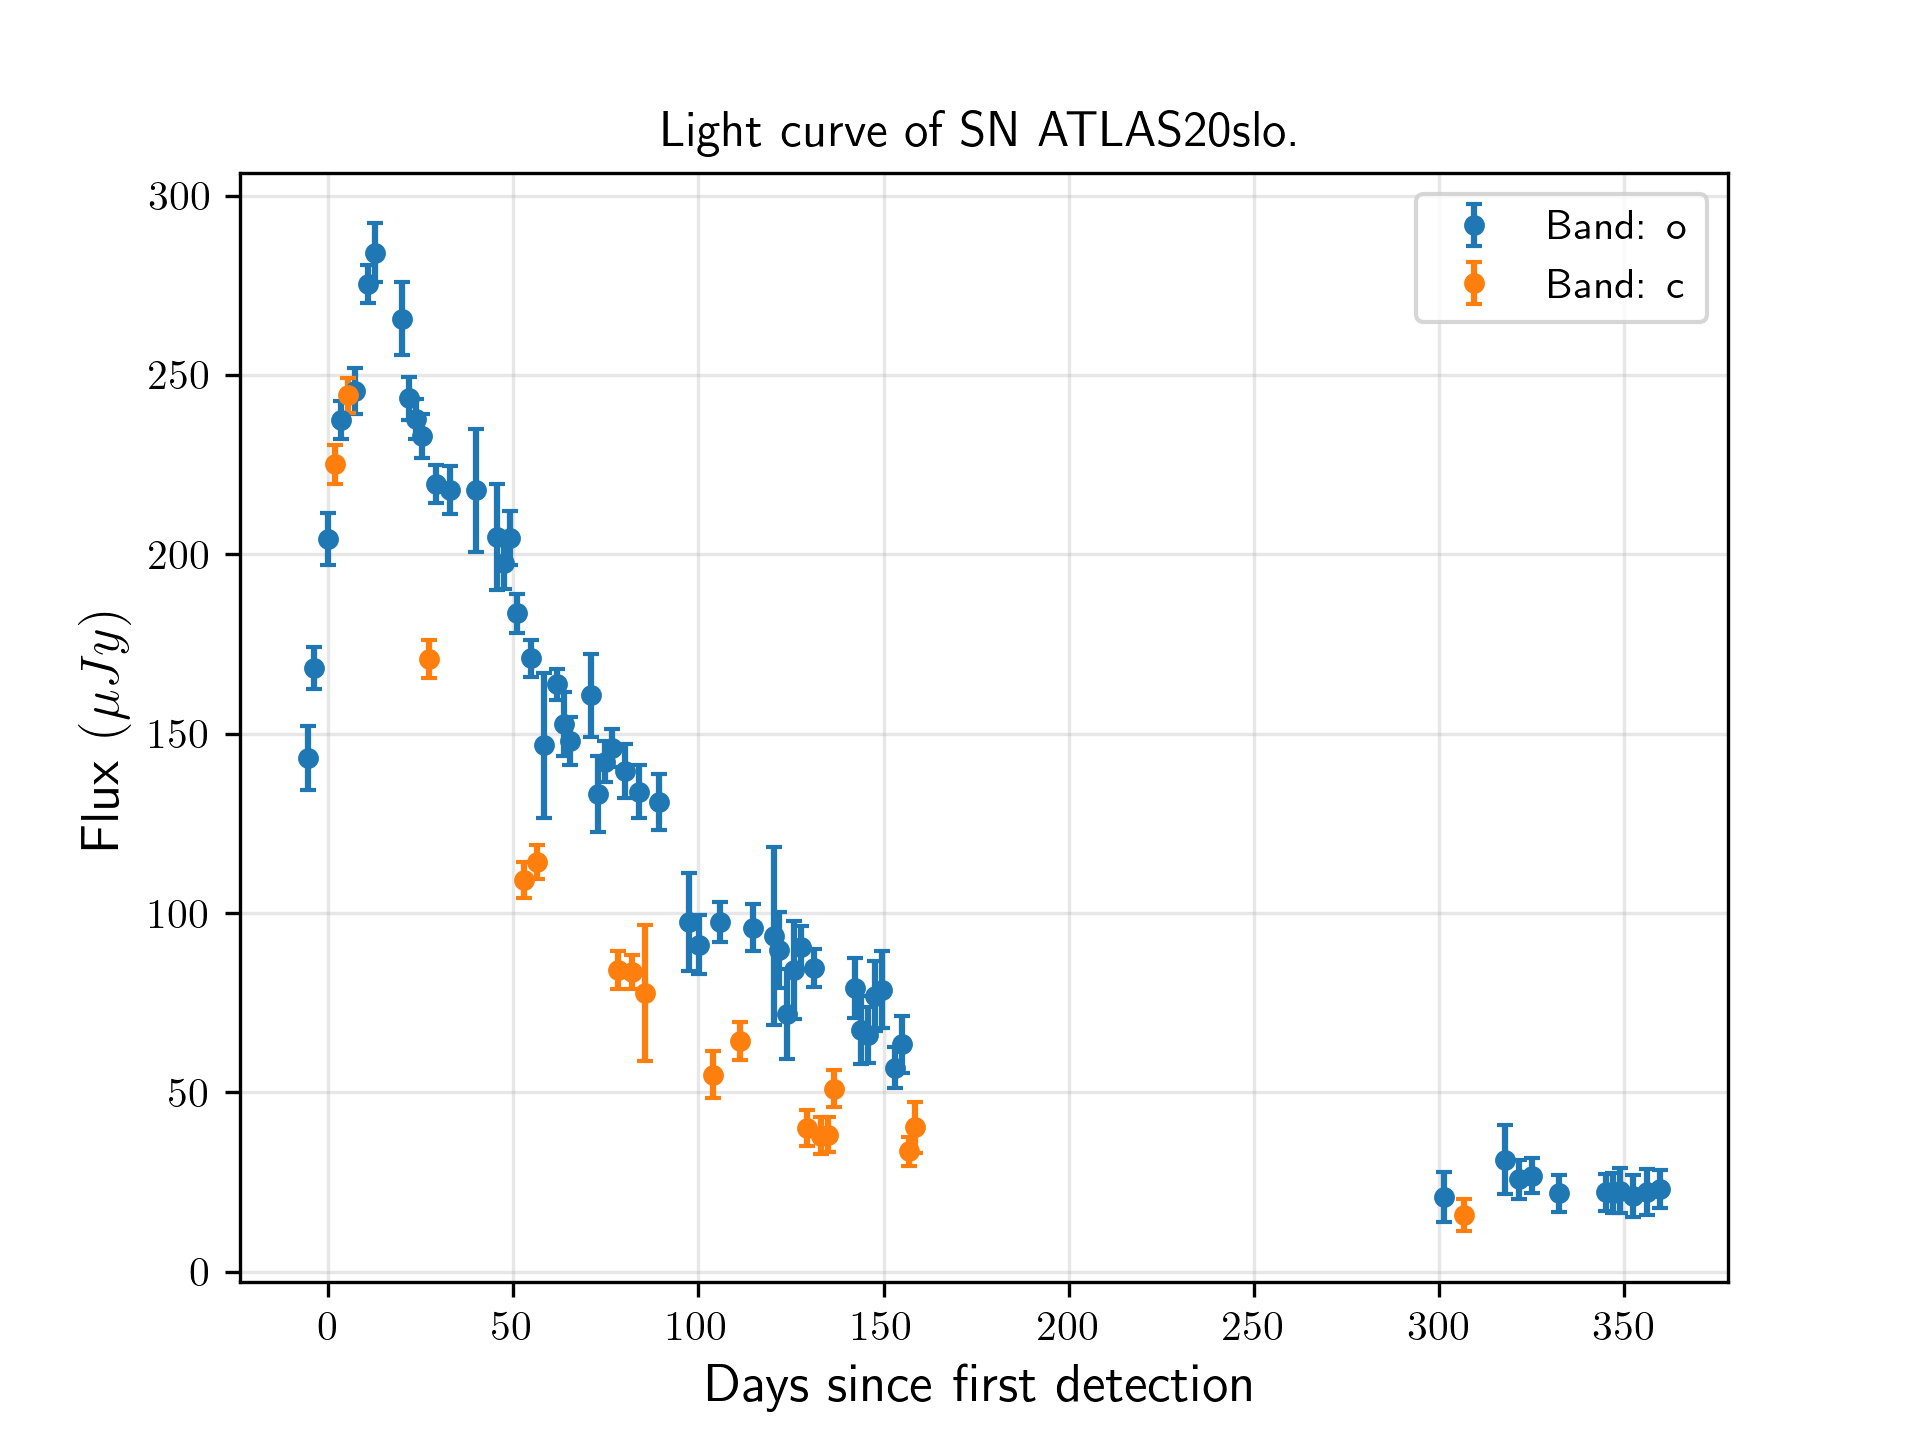 Light curve of SN ATLAS20slo.
300
250
200
150
100
50
0
Flux (μJy)
Band: o
Band: c
0 50 100 150 200 250 300 350
Days since first detection